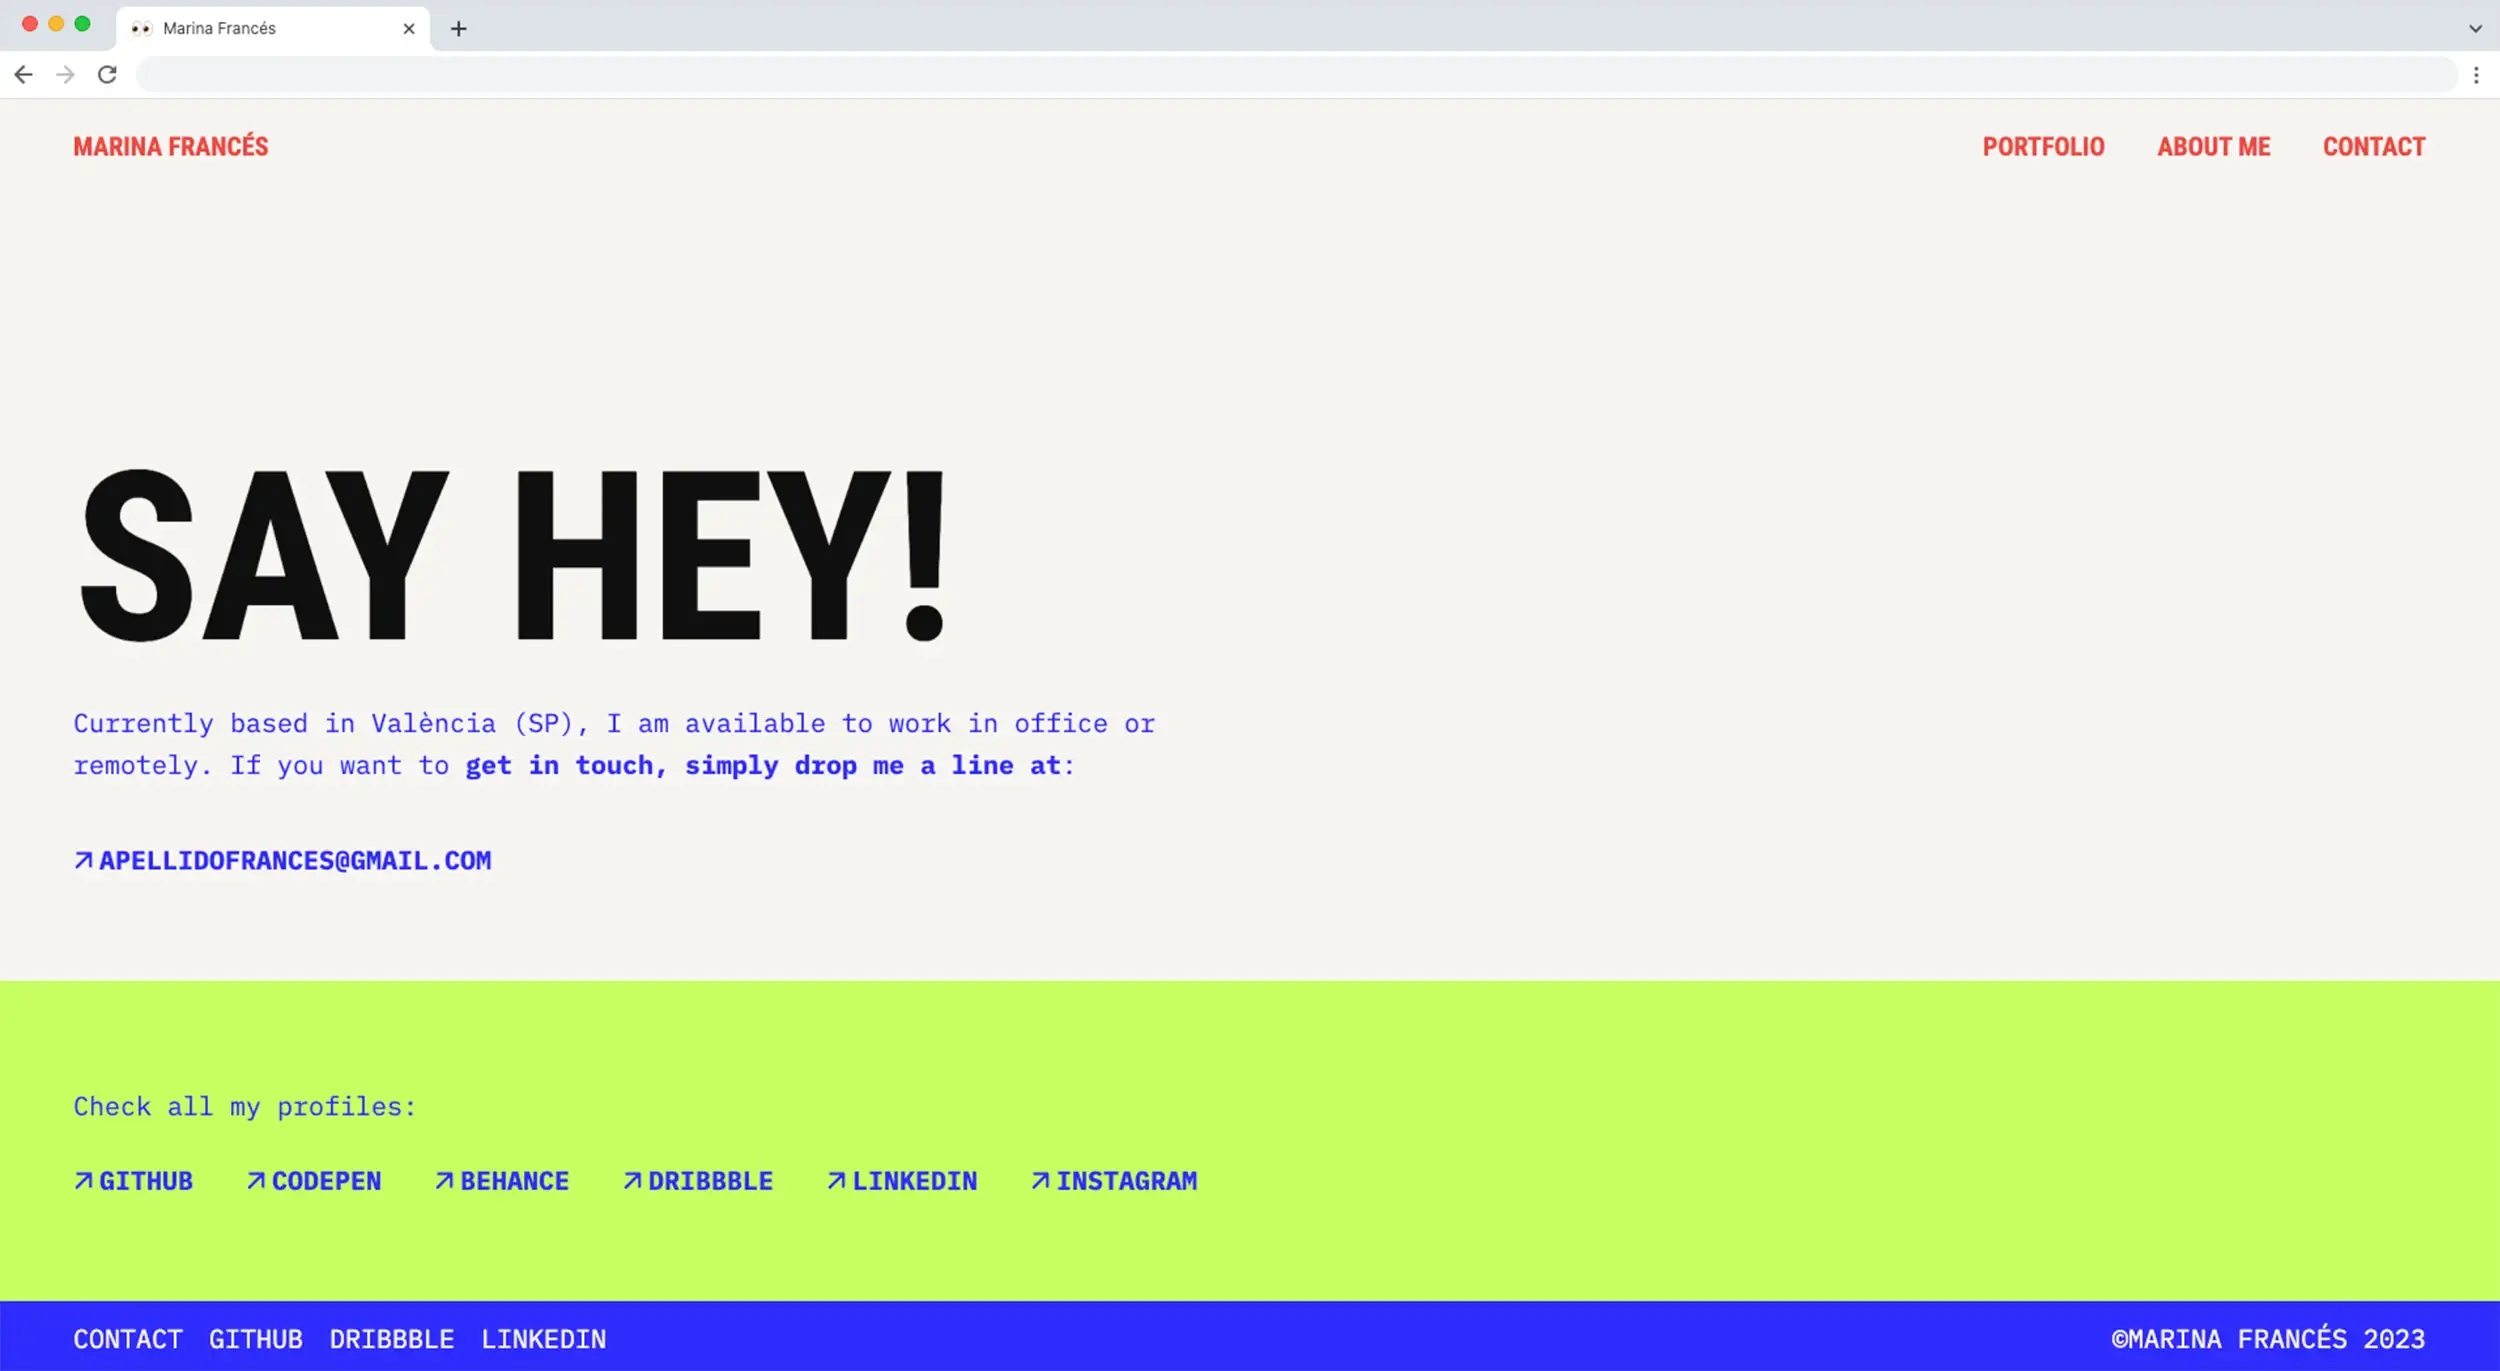 Marina Francés
MARINA FRANCÉS
PORTFOLIO ABOUT ME CONTACT
SAY HEY!
Currently based in València (SP), I am available to work in office or
remotely. If you want to get in touch, simply drop me a line at:
↗APELLIDOFRANCES@GMAIL.COM
Check all my profiles:
↗GITHUB ↗CODEPEN ↗BEHANCE ↗DRIBBBLE ↗LINKEDIN ↗INSTAGRAM
CONTACT GITHUB DRIBBBLE LINKEDIN
©MARINA FRANCÉS 2023